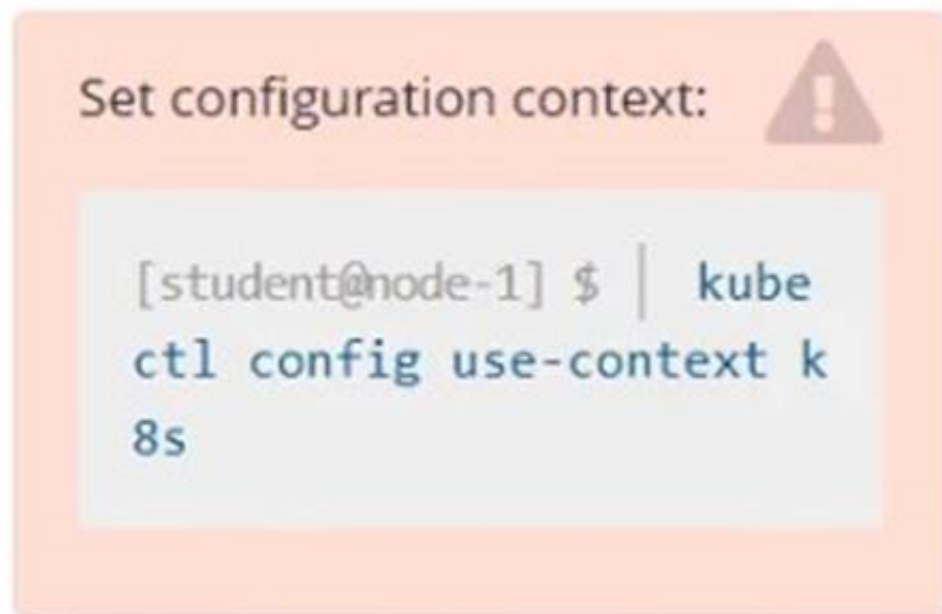 Set configuration context:
[student@node-1] $ | kube
ctl config use-context k
8s